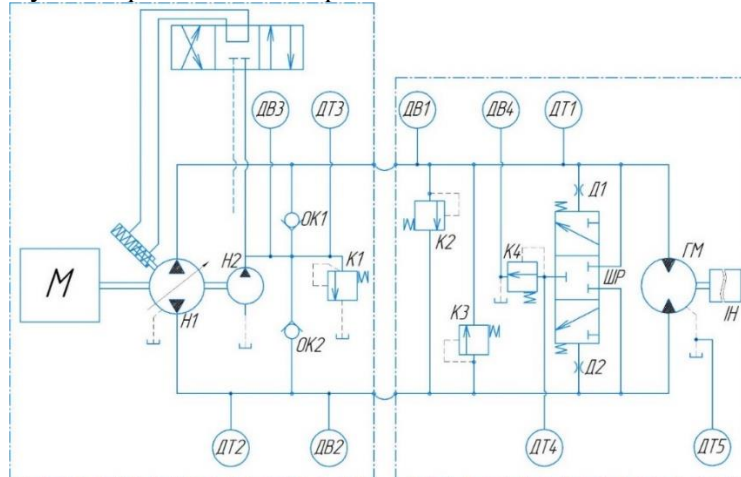 ДВ3
ДТ3
ДВ1
ДВ4
ДТ1
ОК1
Д1
К2
Н2
К1
К4
ГМ
М
ШР
Н1
К3
ІН
ОК2
Д2
ДТ2
ДВ2
ДТ4
ДТ5